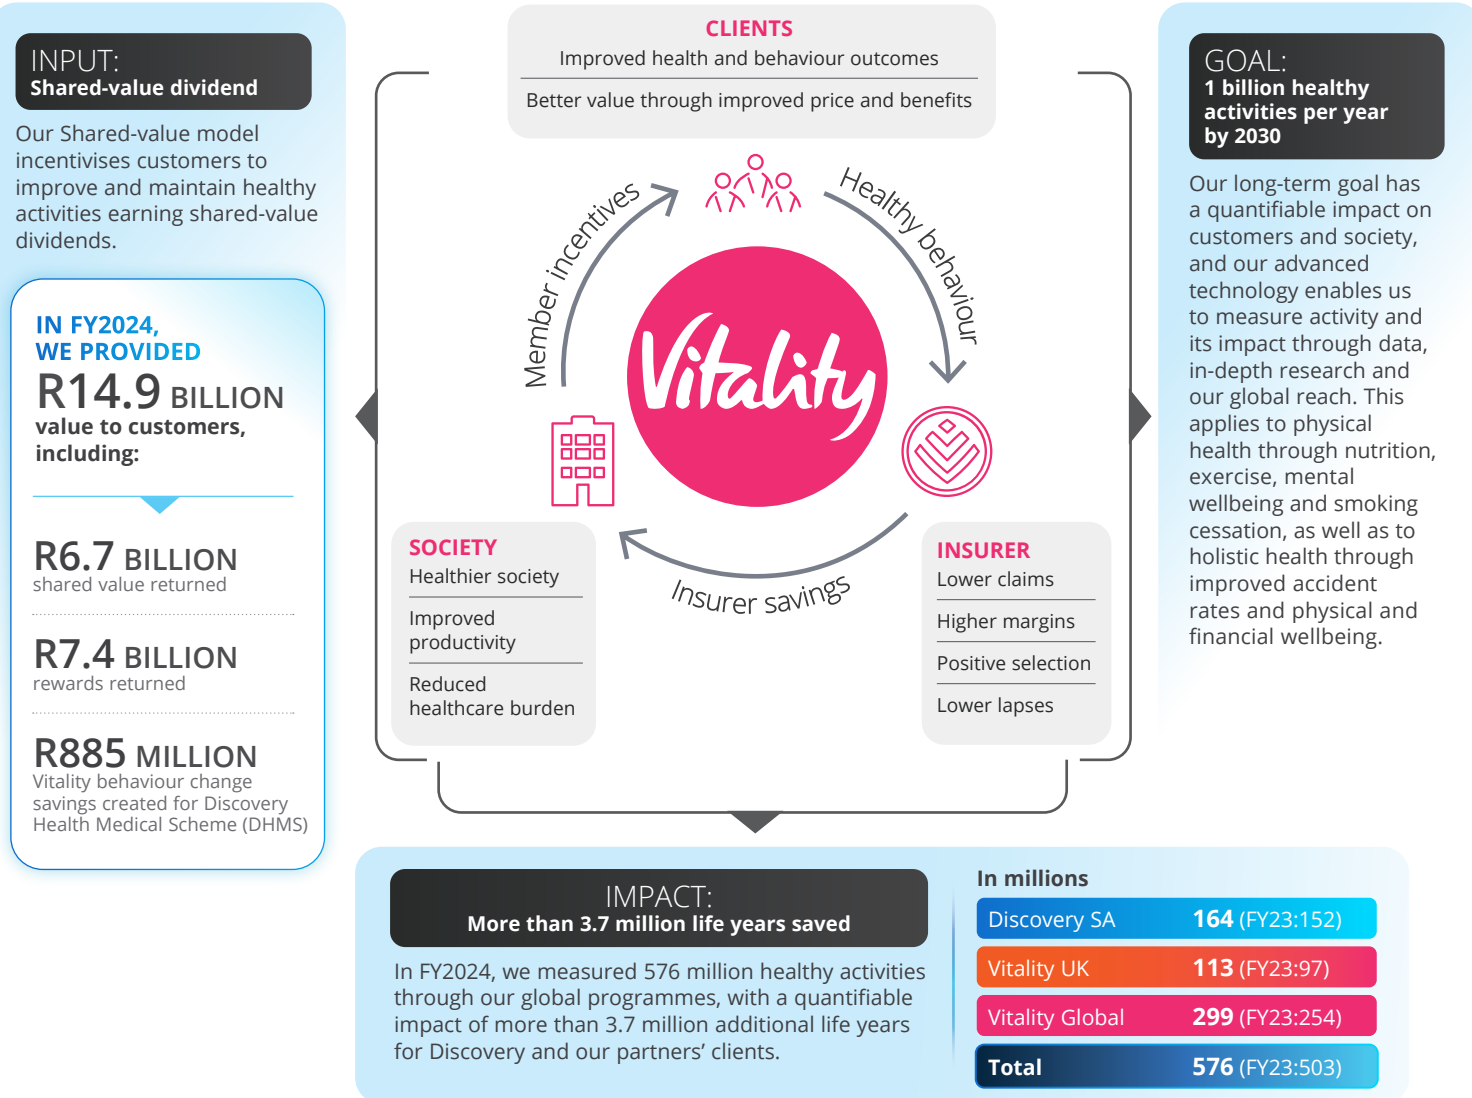 INPUT:
Shared-value dividend
Our Shared-value model
incentivises customers to
improve and maintain healthy
activities earning shared-value
dividends.
IN FY2024,
WE PROVIDED
R14.9 BILLION
value to customers,
including:
R6.7 BILLION
shared value returned
R7.4 BILLION
rewards returned
R885 MILLION
Vitality behaviour change
savings created for Discovery
Health Medical Scheme (DHMS)
CLIENTS
Improved health and behaviour outcomes
Better value through improved price and benefits
Member incentives
Healthy behaviour
Vitality
Insurer savings
SOCIETY
Healthier society
Improved
productivity
Reduced
healthcare burden
INSURER
Lower claims
Higher margins
Positive selection
Lower lapses
GOAL:
1 billion healthy
activities per year
by 2030
Our long-term goal has
a quantifiable impact on
customers and society,
and our advanced
technology enables us
to measure activity and
its impact through data,
in-depth research and
our global reach. This
applies to physical
health through nutrition,
exercise, mental
wellbeing and smoking
cessation, as well as to
holistic health through
improved accident
rates and physical and
financial wellbeing.
IMPACT:
More than 3.7 million life years saved
In FY2024, we measured 576 million healthy activities
through our global programmes, with a quantifiable
impact of more than 3.7 million additional life years
for Discovery and our partners’ clients.
In millions
Discovery SA 164 (FY23:152)
Vitality UK 113 (FY23:97)
Vitality Global 299 (FY23:254)
Total 576 (FY23:503)